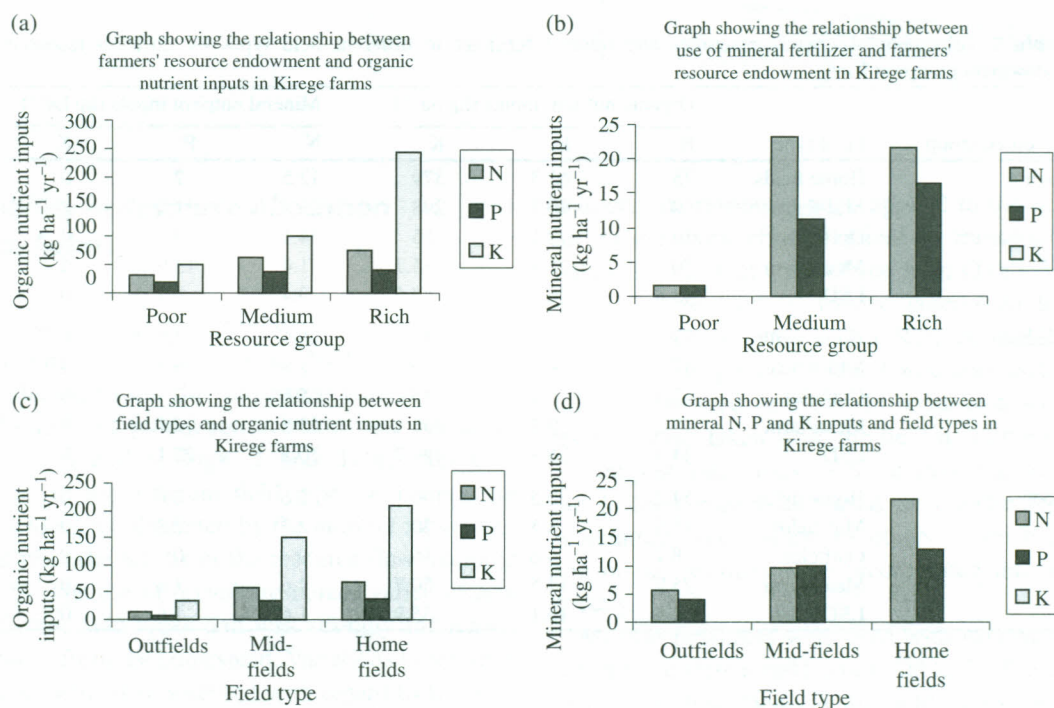 (a)
Graph showing the relationship between
farmers' resource endowment and organic
nutrient inputs in Kirege farms
Organic nutrient inputs
(kg ha⁻¹ yr⁻¹)
300
250
200
150
100
50
0
N
P
K
Poor
Medium
Rich
Resource group
(b)
Graph showing the relationship between
use of mineral fertilizer and farmers'
resource endowment in Kirege farms
Mineral nutrient inputs
(kg ha⁻¹ yr⁻¹)
25
20
15
10
5
0
N
P
K
Poor
Medium
Rich
Resource group
(c)
Graph showing the relationship between
field types and organic nutrient inputs in
Kirege farms
Organic nutrient
inputs (kg ha⁻¹ yr⁻¹)
250
200
150
100
50
0
N
P
K
Outfields
Mid-
fields
Home
fields
Field type
(d)
Graph showing the relationship between
mineral N, P and K inputs and field types in
Kirege farms
Mineral nutrient inputs
(kg ha⁻¹ yr⁻¹)
25
20
15
10
5
0
N
P
K
Outfields
Mid-fields
Home
fields
Field type